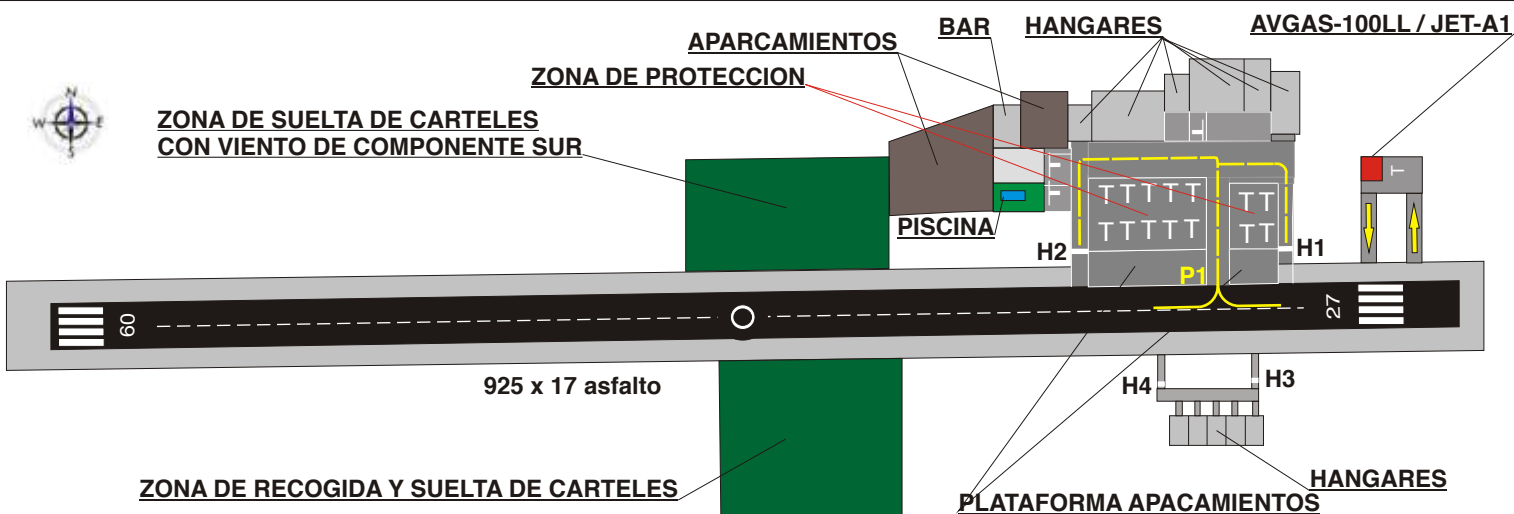 AVGAS-100LL / JET-A1
BAR
HANGARES
APARCAMIENTOS
ZONA DE PROTECCION
N
W E
S
ZONA DE SUELTA DE CARTELES
CON VIENTO DE COMPONENTE SUR
T
T T T T T
T T
PISCINA
T T T T T
T T
H2
H1
P1
09
27
925 x 17 asfalto
H4
H3
HANGARES
ZONA DE RECOGIDA Y SUELTA DE CARTELES
PLATAFORMA APACAMIENTOS